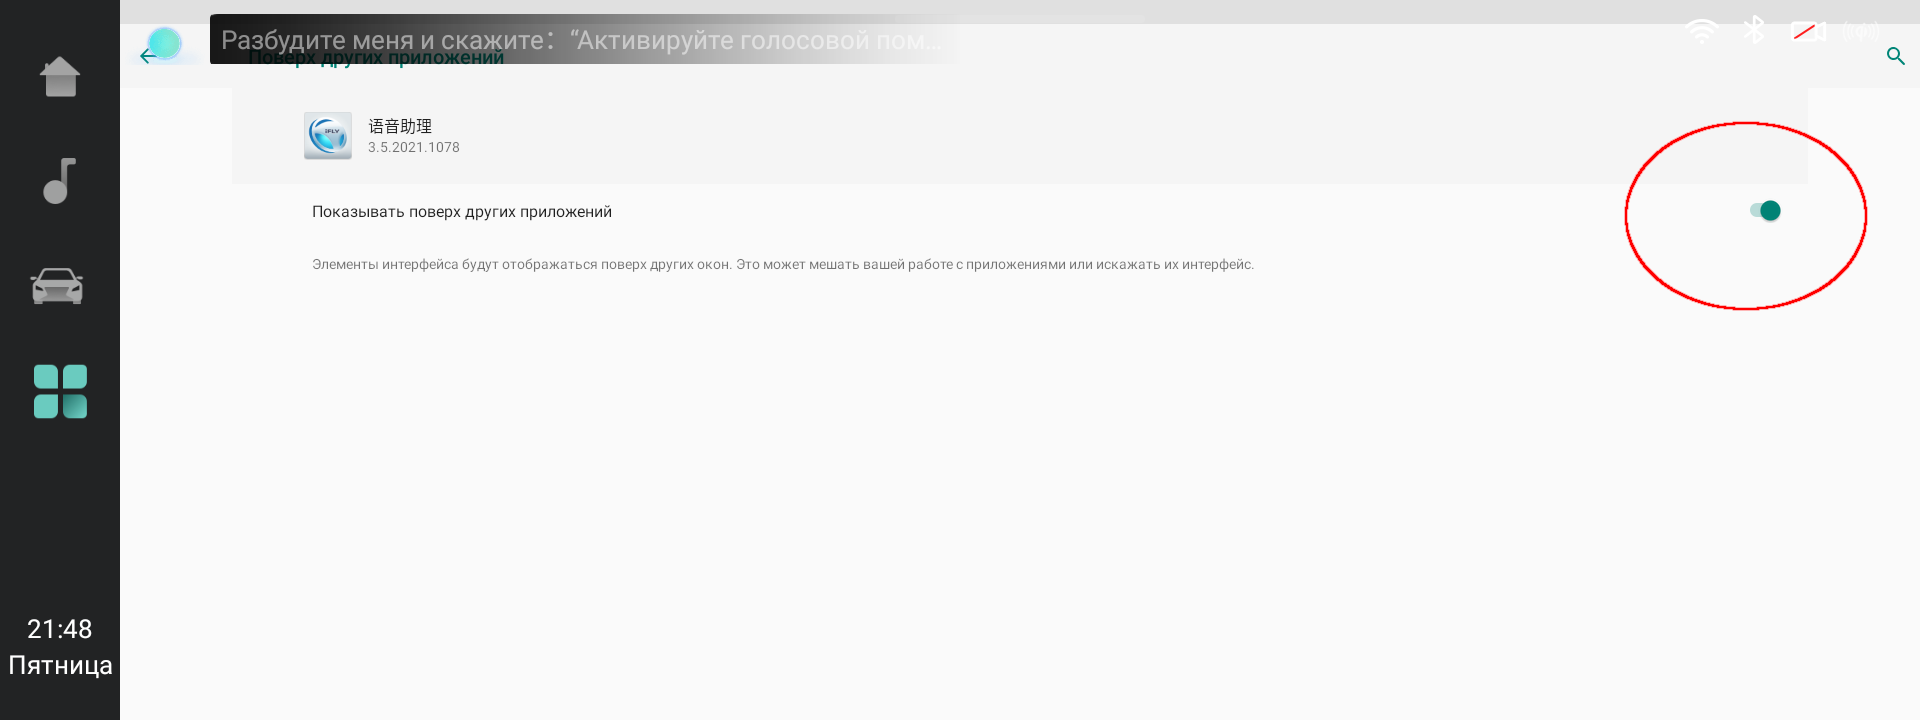 Разбудите меня и скажите: “Активируйте голосовой пом...
Поверх других приложений
iFLY
语音助理
3.5.2021.1078
Показывать поверх других приложений
Элементы интерфейса будут отображаться поверх других окон. Это может мешать вашей работе с приложениями или искажать их интерфейс.
21:48
Пятница